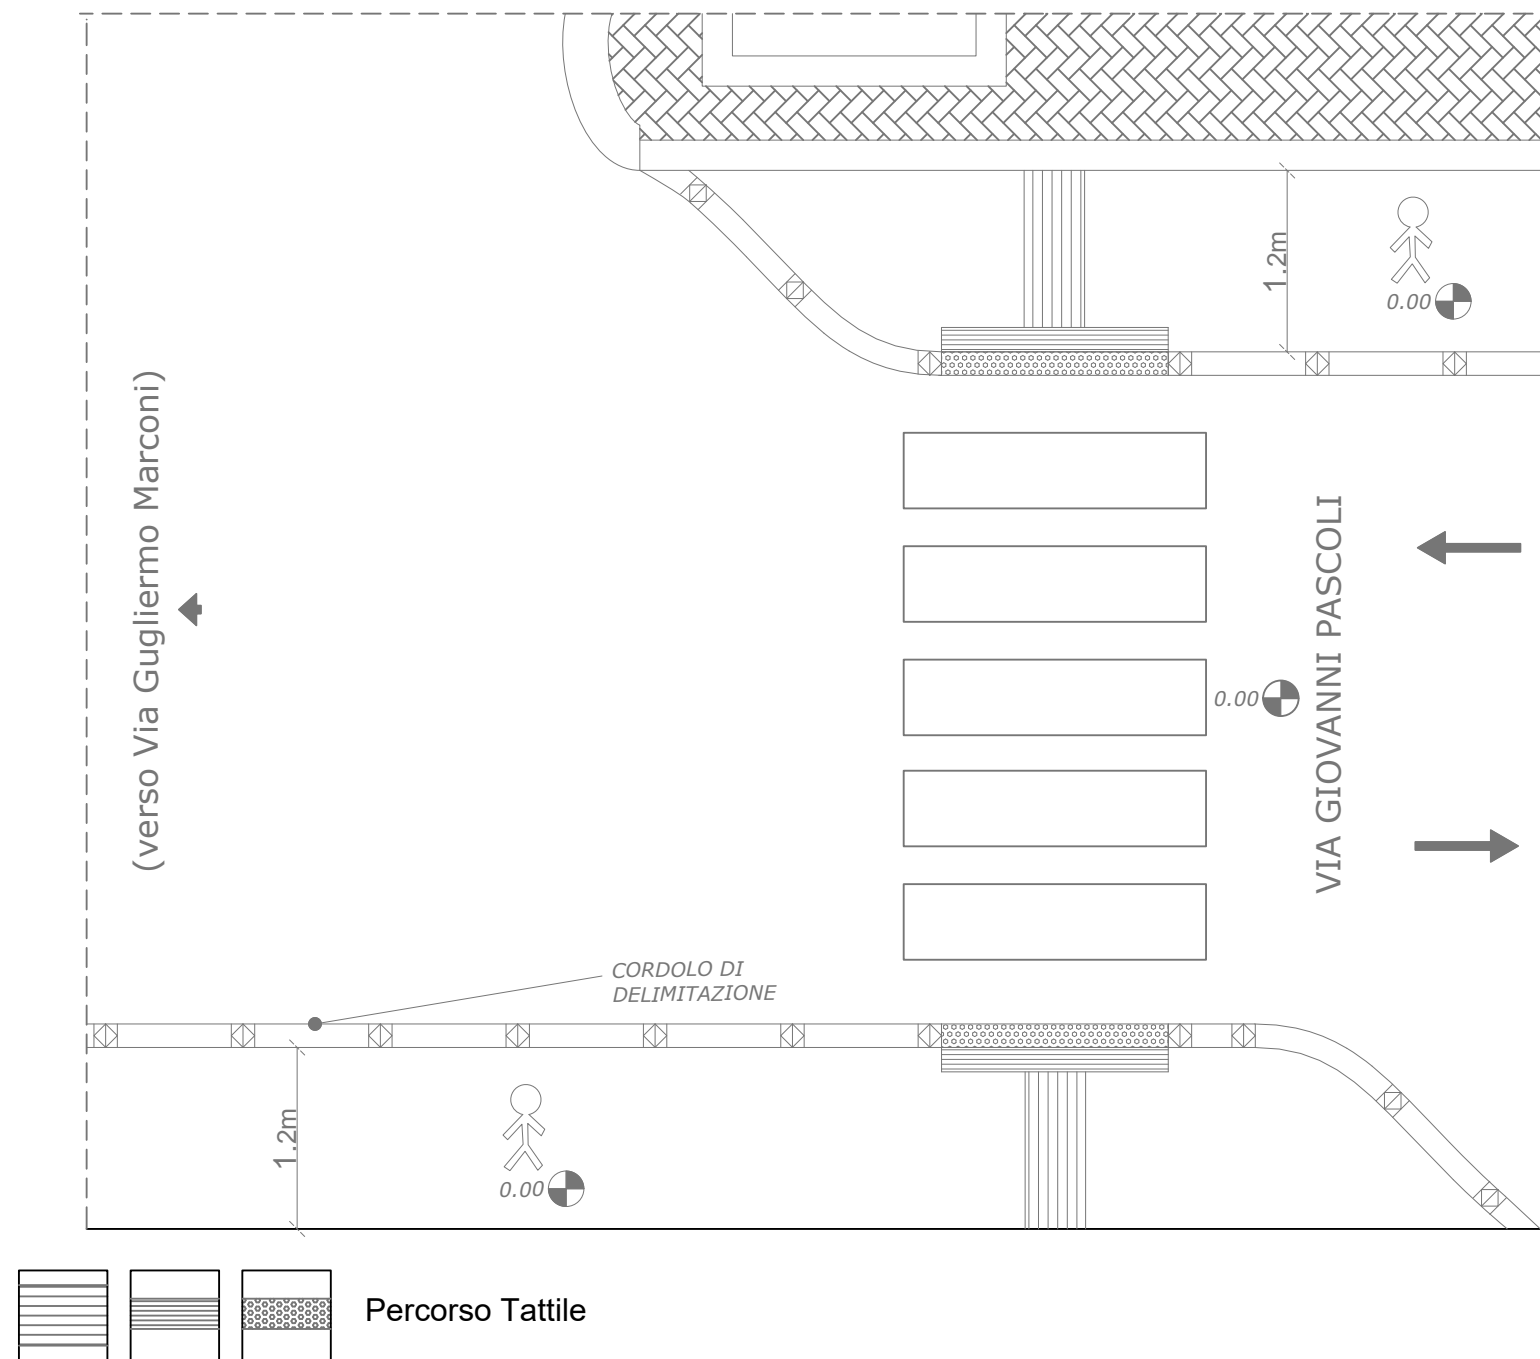 1.2m
0.00
(verso Via Gugliermo Marconi)
VIA GIOVANNI PASCOLI
0.00
CORDOLO DI
DELIMITAZIONE
1.2m
0.00
Percorso Tattile